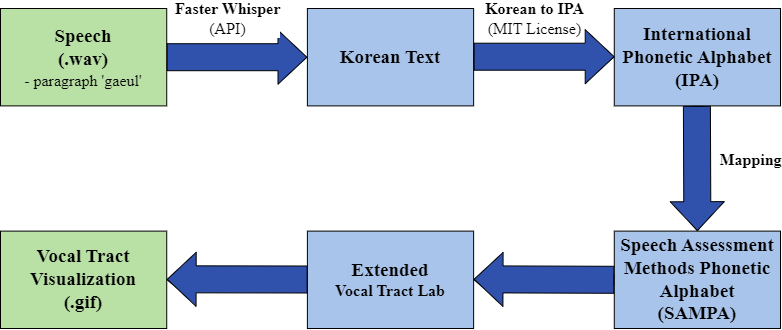 Speech
(.wav)
- paragraph 'gaeul'
Faster Whisper
(API)
Korean Text
Korean to IPA
(MIT License)
International
Phonetic Alphabet
(IPA)
Mapping
Speech Assessment
Methods Phonetic
Alphabet
(SAMPA)
Extended
Vocal Tract Lab
Vocal Tract
Visualization
(.gif)